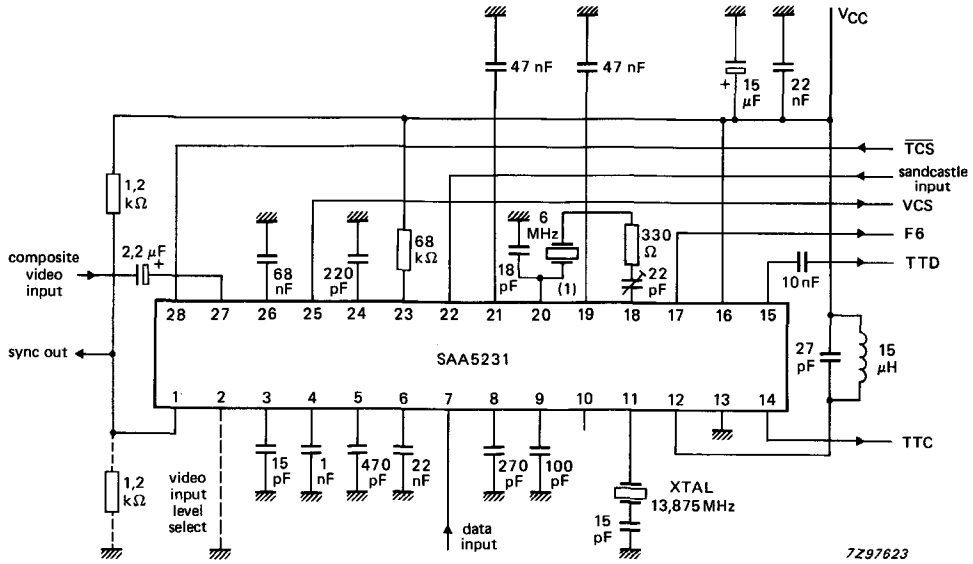 VCC
47 nF
47 nF
+ 15 µF
22 nF
TCS
sandcastle input
VCS
F6
TTD
1,2 kΩ
2,2 µF
+
composite video input
68 nF
220 pF
68 kΩ
18 pF
6 MHz
(1)
330 Ω
22 pF
10 nF
28 27 26 25 24 23 22 21 20 19 18 17 16 15
sync out
SAA5231
27 pF
15 µH
1 2 3 4 5 6 7 8 9 10 11 12 13 14
TTC
1,2 kΩ
video input level select
15 pF
1 nF
470 pF
22 nF
data input
270 pF
100 pF
XTAL
13,875 MHz
15 pF
7Z97623